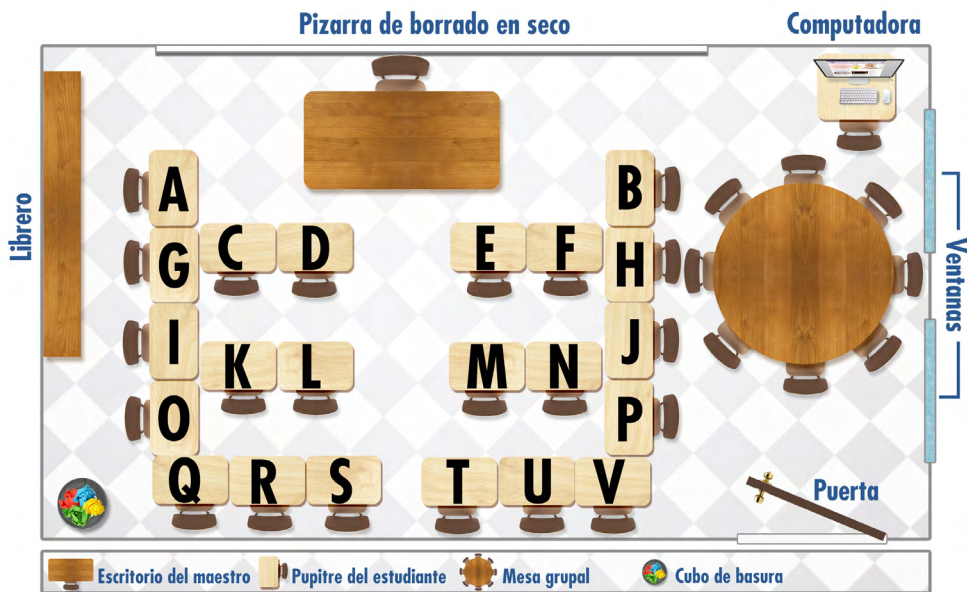 Pizarra de borrado en seco
Computadora
Librero
Ventanas
A
B
C
D
E
F
G
H
I
J
K
L
M
N
O
P
Q
R
S
T
U
V
Puerta
Escritorio del maestro
Pupitre del estudiante
Mesa grupal
Cubo de basura